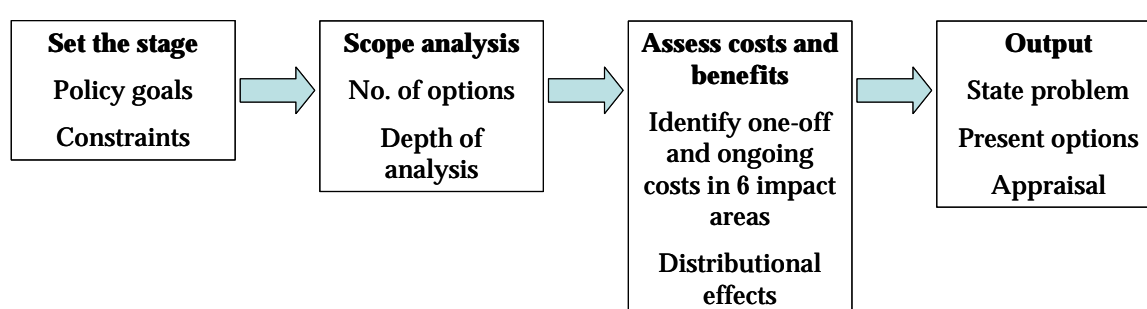 Set the stage
Policy goals
Constraints
Scope analysis
No. of options
Depth of
analysis
Assess costs and
benefits
Identify one-off
and ongoing
costs in 6 impact
areas
Distributional
effects
Output
State problem
Present options
Appraisal